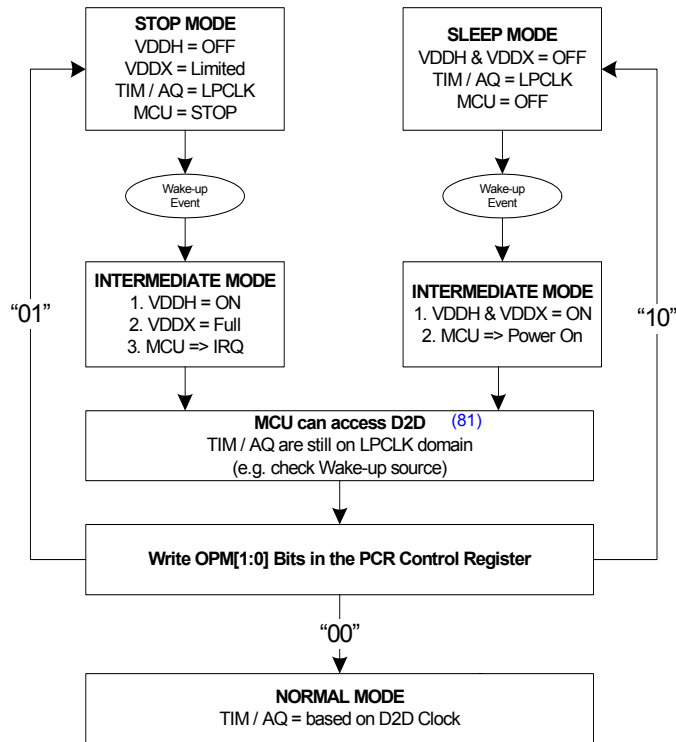 STOP MODE
VDDH = OFF
VDDX = Limited
TIM / AQ = LPCLK
MCU = STOP
SLEEP MODE
VDDH & VDDX = OFF
TIM / AQ = LPCLK
MCU = OFF
Wake-up
Event
Wake-up
Event
INTERMEDIATE MODE
1. VDDH = ON
2. VDDX = Full
3. MCU => IRQ
INTERMEDIATE MODE
1. VDDH & VDDX = ON
2. MCU => Power On
“01”
“10”
MCU can access D2D (81)
TIM / AQ are still on LPCLK domain
(e.g. check Wake-up source)
Write OPM[1:0] Bits in the PCR Control Register
“00”
NORMAL MODE
TIM / AQ = based on D2D Clock